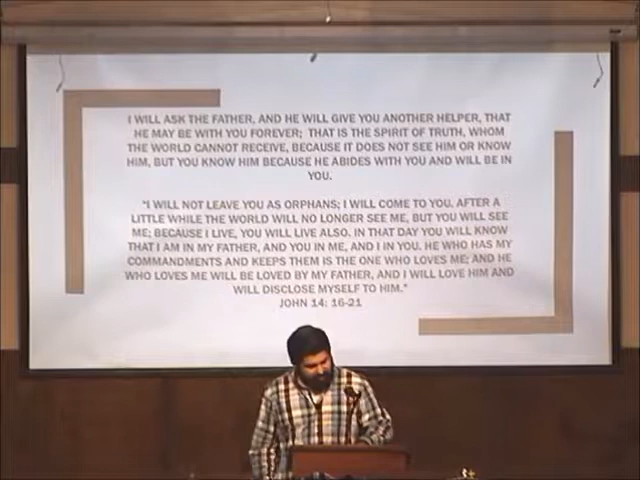 I WILL ASK THE FATHER, AND HE WILL GIVE YOU ANOTHER HELPER, THAT
HE MAY BE WITH YOU FOREVER; THAT IS THE SPIRIT OF TRUTH, WHOM
THE WORLD CANNOT RECEIVE, BECAUSE IT DOES NOT SEE HIM OR KNOW
HIM, BUT YOU KNOW HIM BECAUSE HE ABIDES WITH YOU AND WILL BE IN
YOU.
"I WILL NOT LEAVE YOU AS ORPHANS; I WILL COME TO YOU. AFTER A
LITTLE WHILE THE WORLD WILL NO LONGER SEE ME, BUT YOU WILL SEE
ME; BECAUSE I LIVE, YOU WILL LIVE ALSO. IN THAT DAY YOU WILL KNOW
THAT I AM IN MY FATHER, AND YOU IN ME, AND I IN YOU. HE WHO HAS MY
COMMANDMENTS AND KEEPS THEM IS THE ONE WHO LOVES ME; AND HE
WHO LOVES ME WILL BE LOVED BY MY FATHER, AND I WILL LOVE HIM AND
WILL DISCLOSE MYSELF TO HIM."
JOHN 14: 16-21